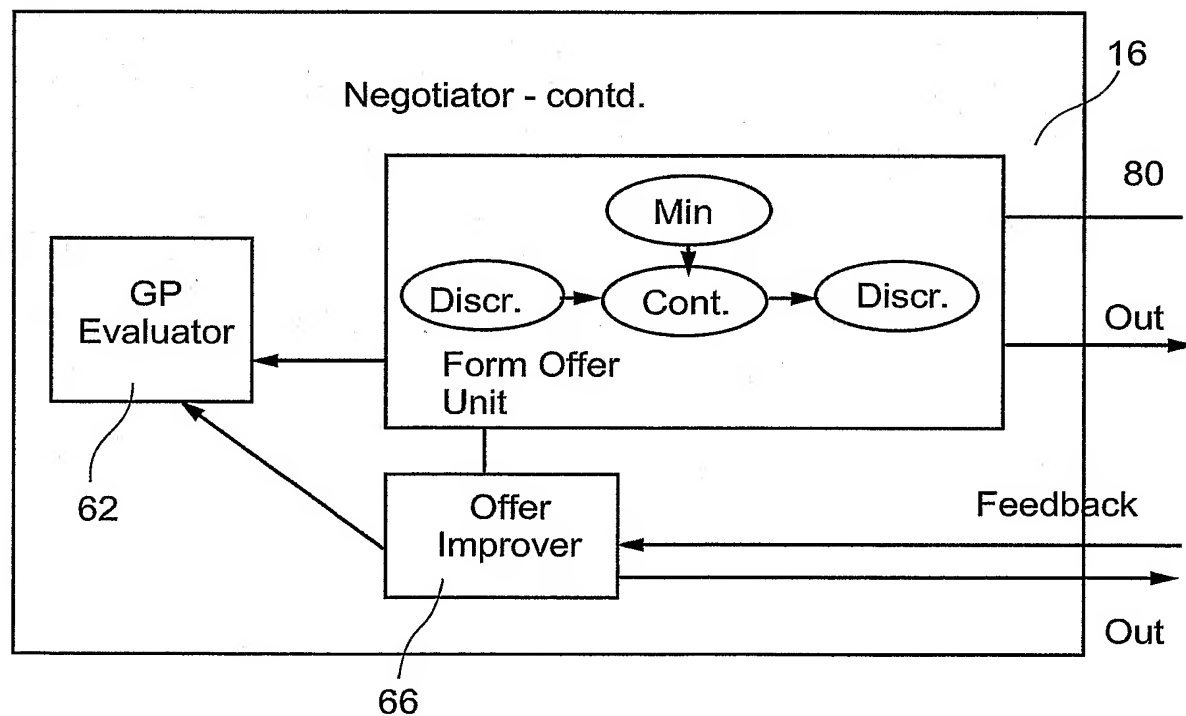 16
Negotiator - contd.
80
Min
GP
Evaluator
Discr.
Cont.
Discr.
Out
Form Offer
Unit
62
Offer
Improver
Feedback
Out
66